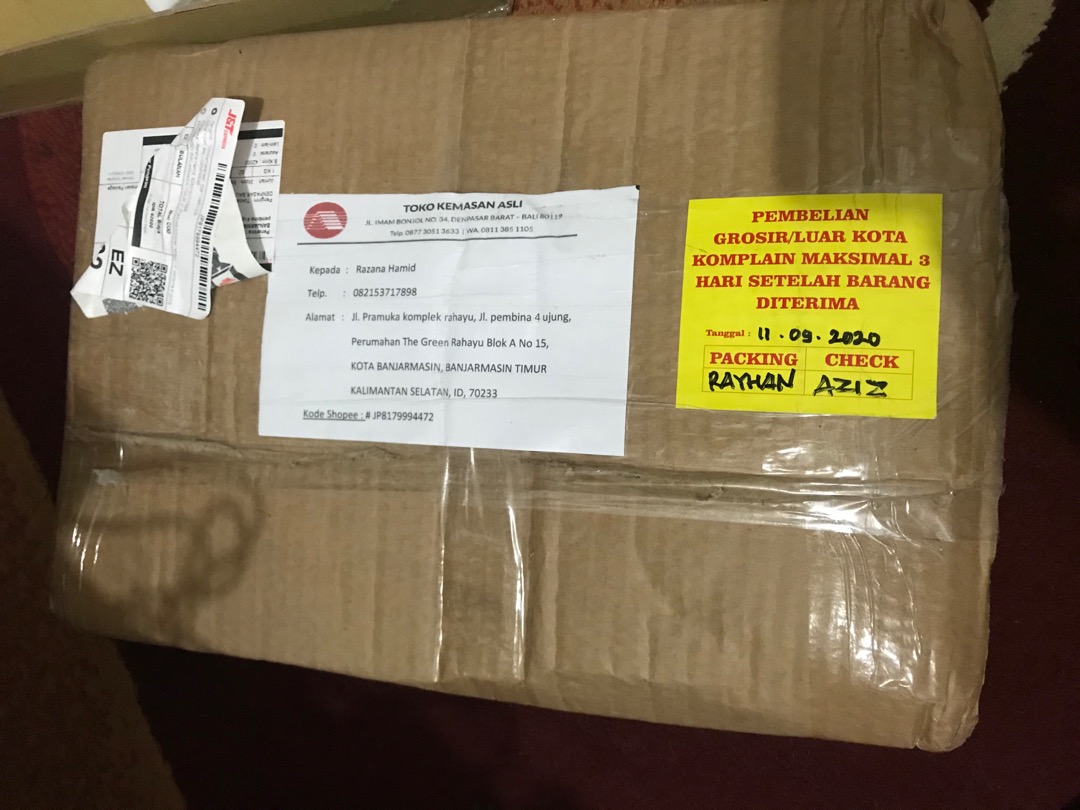 J&T EXPRESS
EZ
TOKO KEMASAN ASLI
JL. IMAM BONJOL NO. 34, DENPASAR BARAT – BALI 80119
Telp. 0877 3051 3633 | WA. 0811 385 1105
Kepada : Razana Hamid
Telp. : 082153717898
Alamat : Jl. Pramuka komplek rahayu, Jl. pembina 4 ujung,
Perumahan The Green Rahayu Blok A No 15,
KOTA BANJARMASIN, BANJARMASIN TIMUR
KALIMANTAN SELATAN, ID, 70233
Kode Shopee : # JP8179994472
PEMBELIAN
GROSIR/LUAR KOTA
KOMPLAIN MAKSIMAL 3
HARI SETELAH BARANG
DITERIMA
Tanggal : 11.09.2020
PACKING CHECK
RAYHAN AZIZ